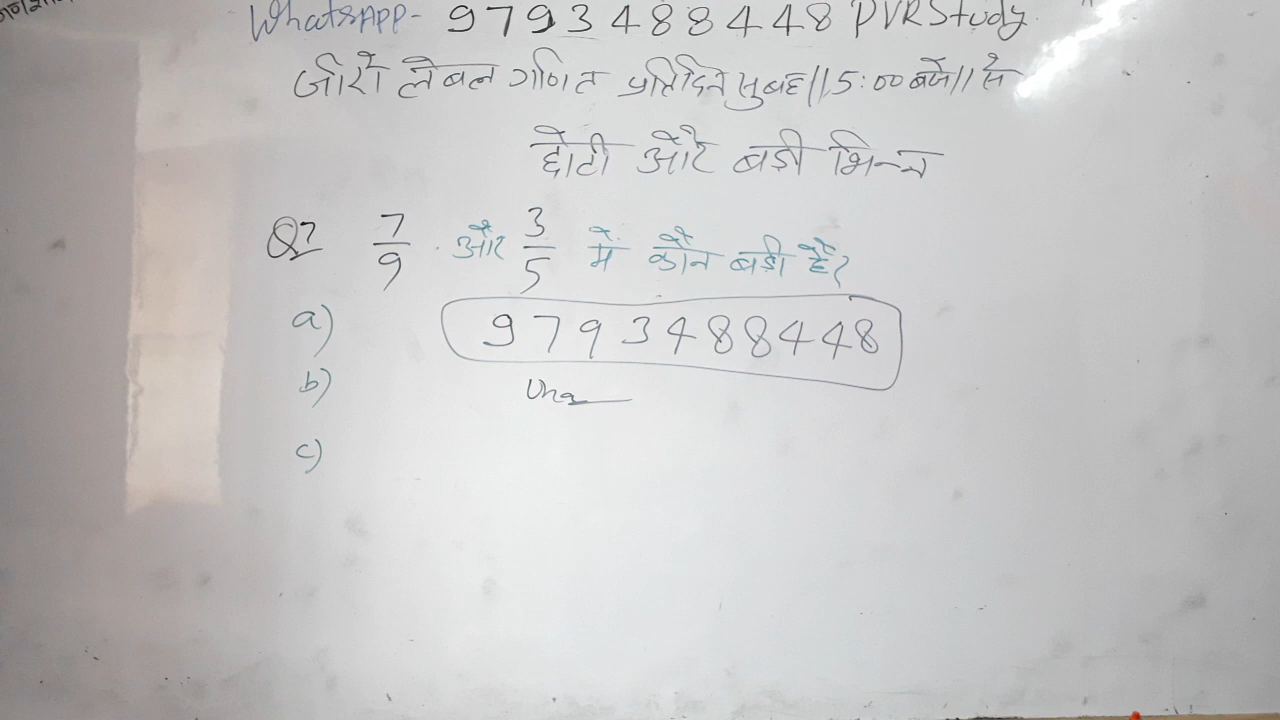 WhatsApp- 9793488448 PVRStudy
जीरो लेबल गणित प्रतिदिन सुबह||5:00 बजे|| से
छोटी और बड़ी भिन्न
Q? 7/9 और 3/5 में कौन बड़ी है?
a) 9793488448
b)
c)